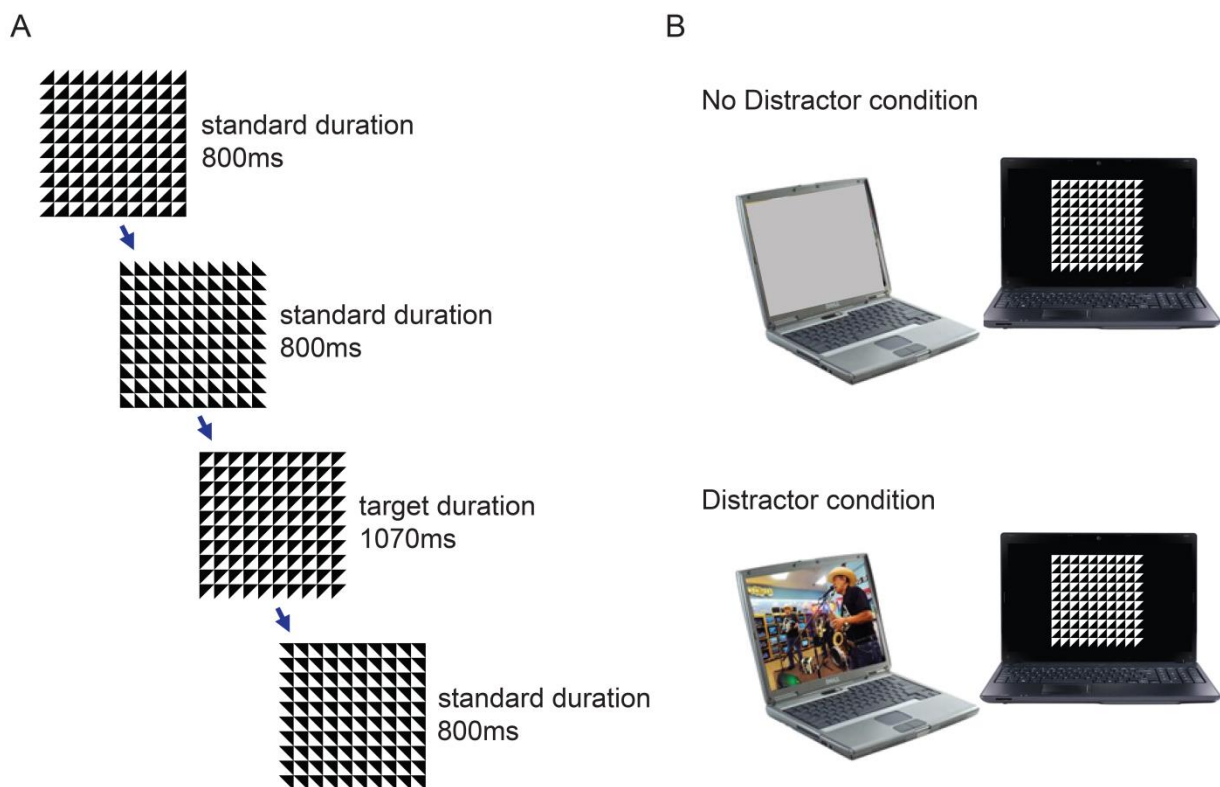 A
standard duration
800ms
standard duration
800ms
target duration
1070ms
standard duration
800ms
B
No Distractor condition
Distractor condition